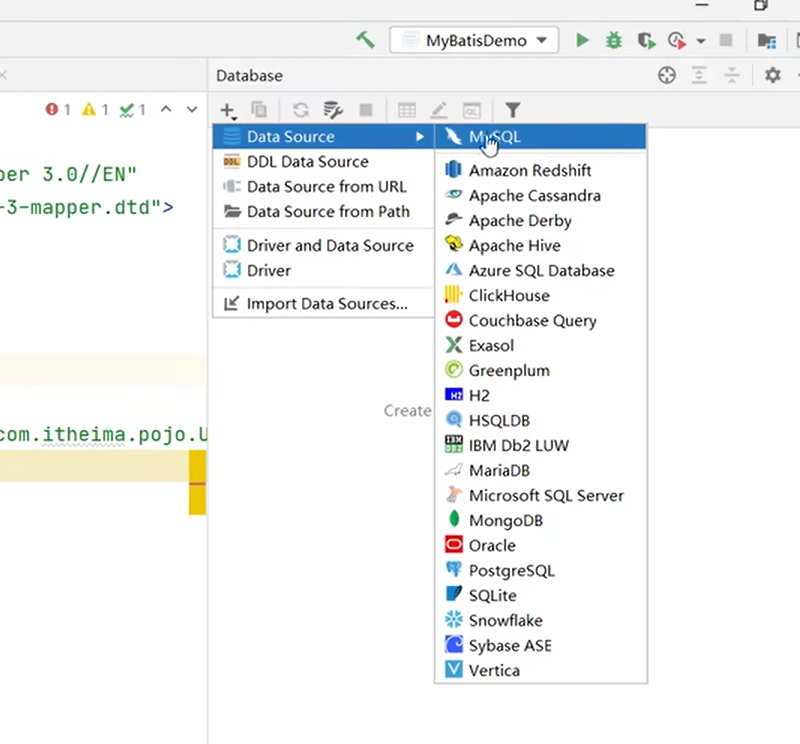 MyBatisDemo
Database
1 1 1
per 3.0//EN"
-3-mapper.dtd">
com.itheima.pojo.U
Data Source
DDL Data Source
Data Source from URL
Data Source from Path
Driver and Data Source
Driver
Import Data Sources...
Create
MySQL
Amazon Redshift
Apache Cassandra
Apache Derby
Apache Hive
Azure SQL Database
ClickHouse
Couchbase Query
Exasol
Greenplum
H2
HSQLDB
IBM Db2 LUW
MariaDB
Microsoft SQL Server
MongoDB
Oracle
PostgreSQL
SQLite
Snowflake
Sybase ASE
Vertica